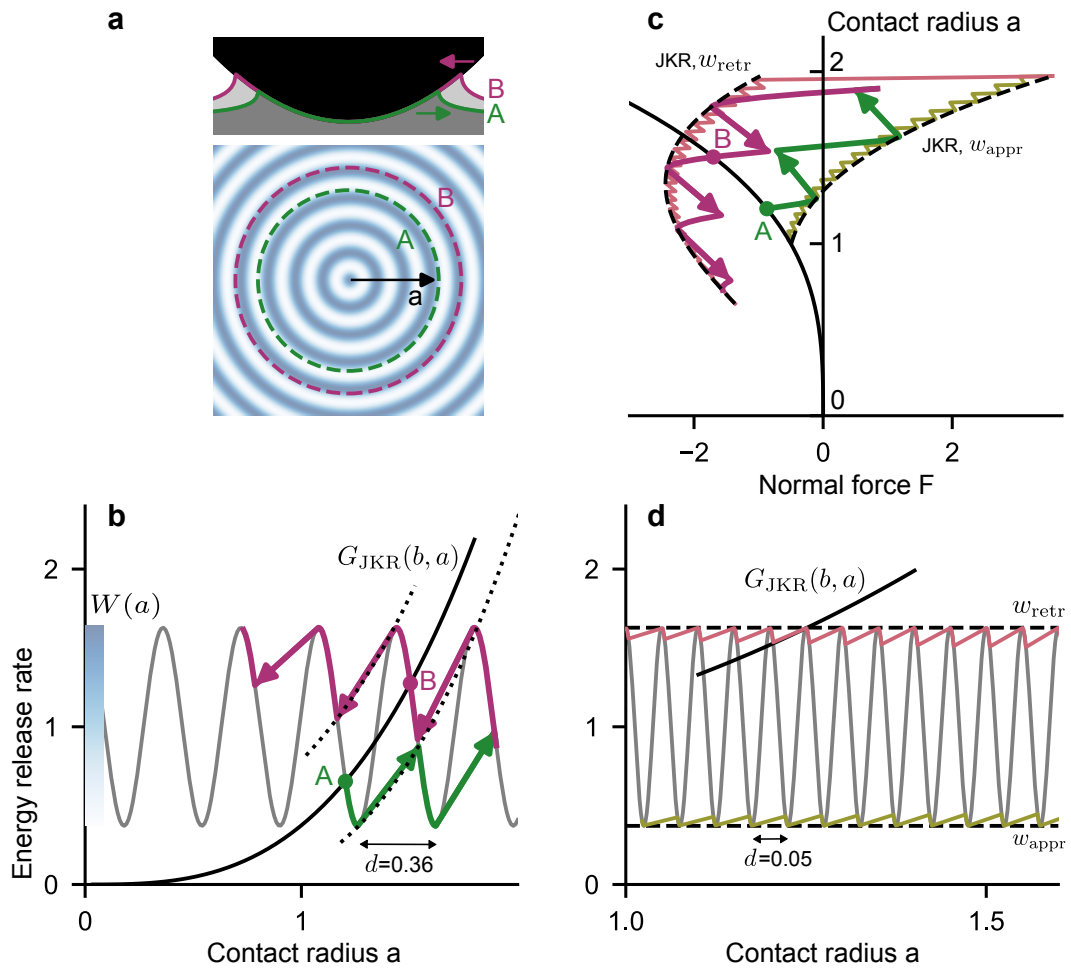 a
B
A
B
A
a
c
Contact radius a
JKR, w_retr
2
B
JKR, w_appr
A
1
0
−2
0
2
Normal force F
b
G_JKR(b, a)
2
W(a)
B
1
A
d=0.36
0
0
1
Energy release rate
Contact radius a
d
2
G_JKR(b, a)
w_retr
1
w_appr
d=0.05
0
1.0
1.5
Contact radius a